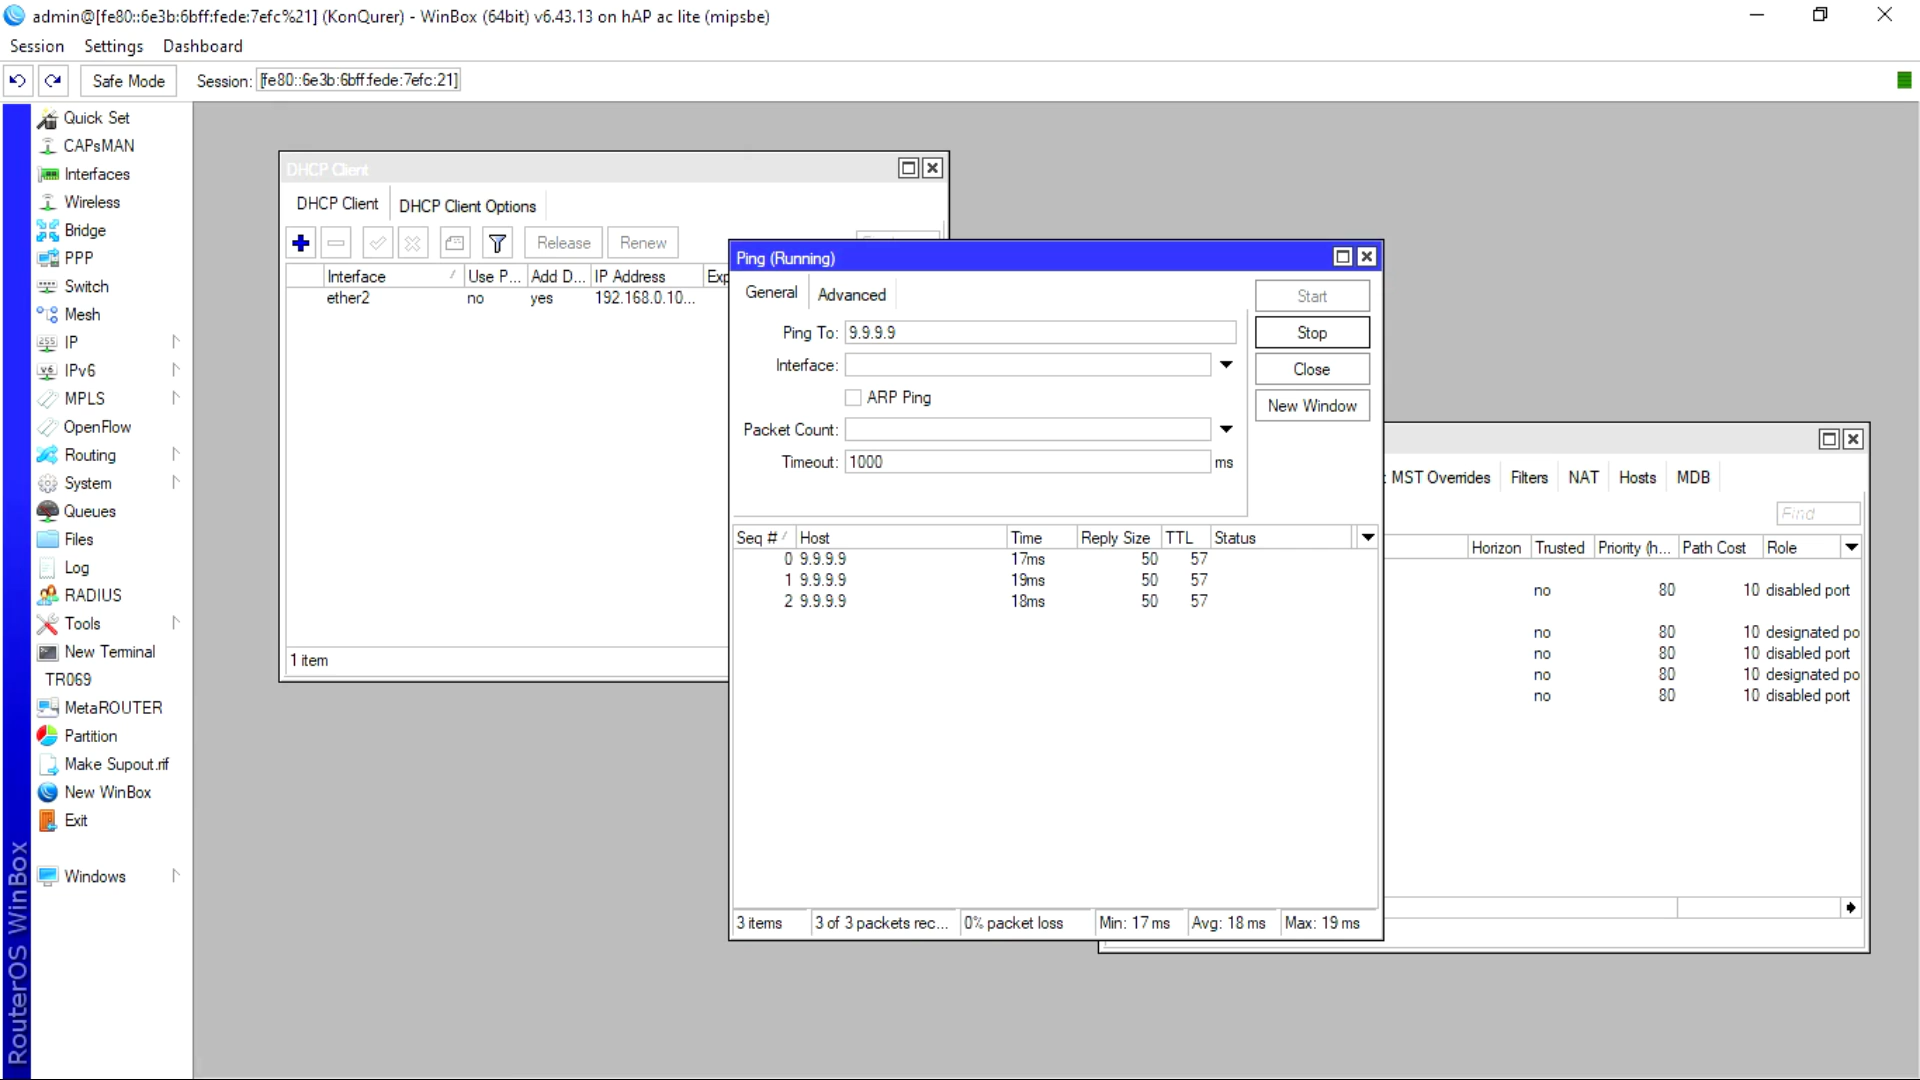 admin@[fe80::6e3b:6bff:fede:7efc%21] (KonQurer) - WinBox (64bit) v6.43.13 on hAP ac lite (mipsbe)
Session Settings Dashboard
Safe Mode Session: [fe80::6e3b:6bff:fede:7efc:21]
Quick Set
CAPsMAN
Interfaces
Wireless
Bridge
PPP
Switch
Mesh
IP
IPv6
MPLS
OpenFlow
Routing
System
Queues
Files
Log
RADIUS
Tools
New Terminal
TR069
MetaROUTER
Partition
Make Supout.rif
New WinBox
Exit
Windows
RouterOS WinBox
DHCP Client
DHCP Client DHCP Client Options
Release Renew
Interface Use P... Add D... IP Address Exp
ether2 no yes 192.168.0.10...
1 item
Ping (Running)
General Advanced
Ping To: 9.9.9.9
Interface:
ARP Ping
Packet Count:
Timeout: 1000 ms
Start
Stop
Close
New Window
Seq # Host Time Reply Size TTL Status
0 9.9.9.9 17ms 50 57
1 9.9.9.9 19ms 50 57
2 9.9.9.9 18ms 50 57
3 items 3 of 3 packets rec... 0% packet loss Min: 17 ms Avg: 18 ms Max: 19 ms
: MST Overrides Filters NAT Hosts MDB
Find
Horizon Trusted Priority (h... Path Cost Role
no 80 10 disabled port
no 80 10 designated po
no 80 10 disabled port
no 80 10 designated po
no 80 10 disabled port